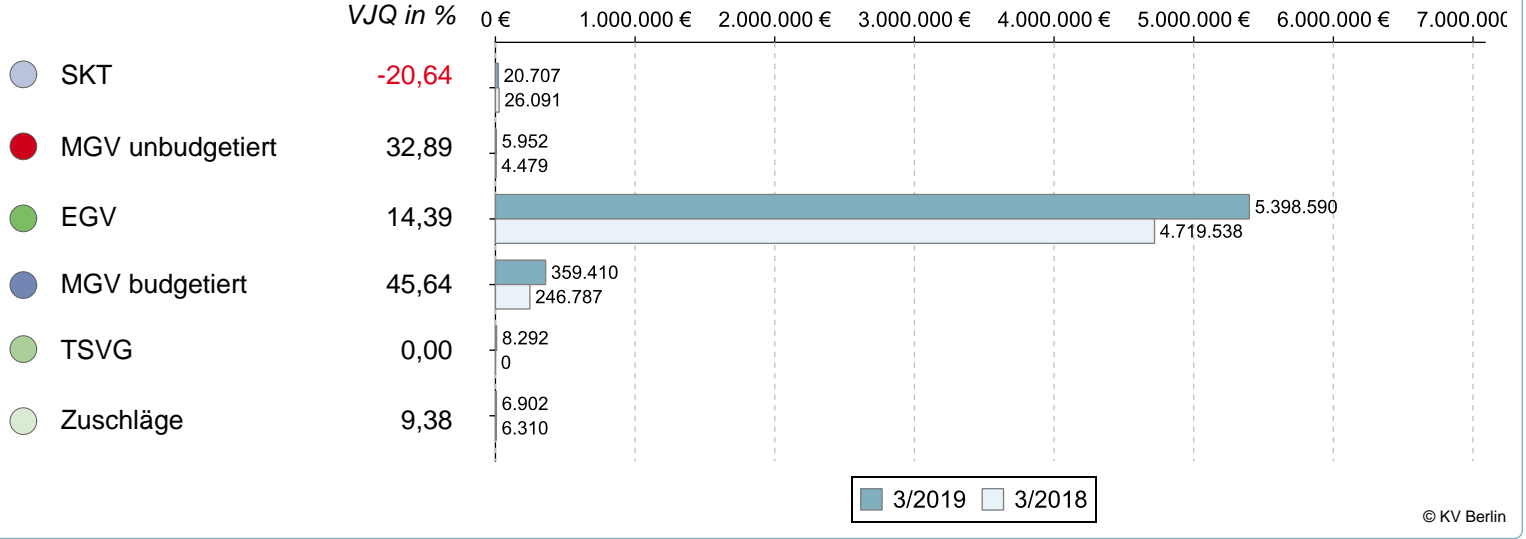 VJQ in % 0 € 1.000.000 € 2.000.000 € 3.000.000 € 4.000.000 € 5.000.000 € 6.000.000 € 7.000.00
SKT -20,64 20.707
26.091
MGV unbudgetiert 32,89 5.952
4.479
EGV 14,39 5.398.590
4.719.538
MGV budgetiert 45,64 359.410
246.787
TSVG 0,00 8.292
0
Zuschläge 9,38 6.902
6.310
3/2019 3/2018
© KV Berlin